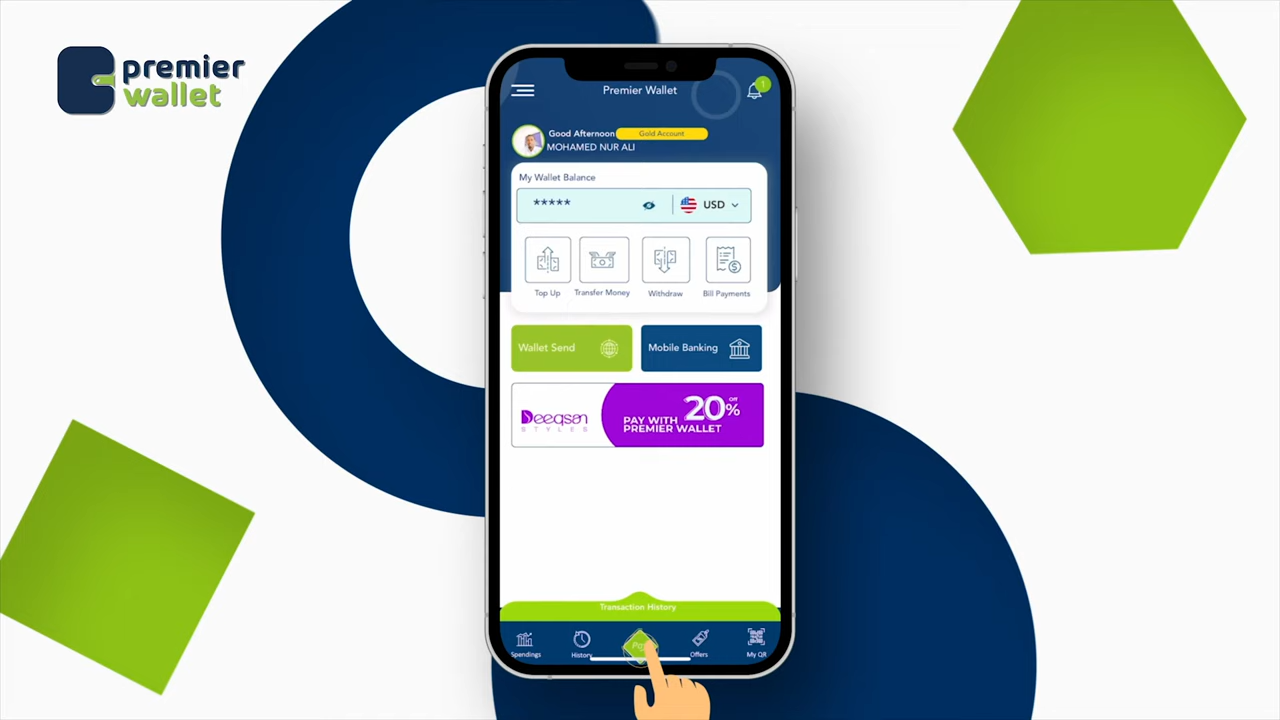 premier
wallet
Premier Wallet
1
Good Afternoon
Gold Account
MOHAMED NUR ALI
My Wallet Balance
*****
USD
Top Up
Transfer Money
Withdraw
Bill Payments
Wallet Send
Mobile Banking
Deeqsan
STYLES
PAY WITH
PREMIER WALLET
20%
Off
Transaction History
Spendings
History
Offers
My QR